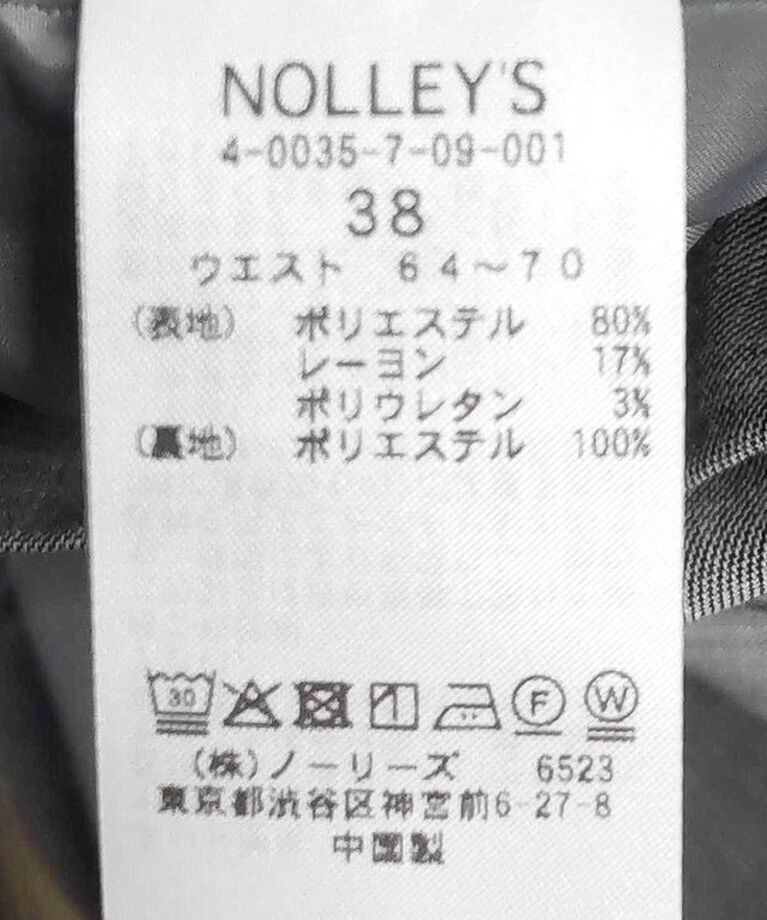 NOLLEY'S
4-0035-7-09-001
38
ウエスト 64～70
(表地) ポリエステル 80%
レーヨン 17%
ポリウレタン 3%
(裏地) ポリエステル 100%
30 F W
(株)ノーリーズ 6523
東京都渋谷区神宮前6-27-8
中国製